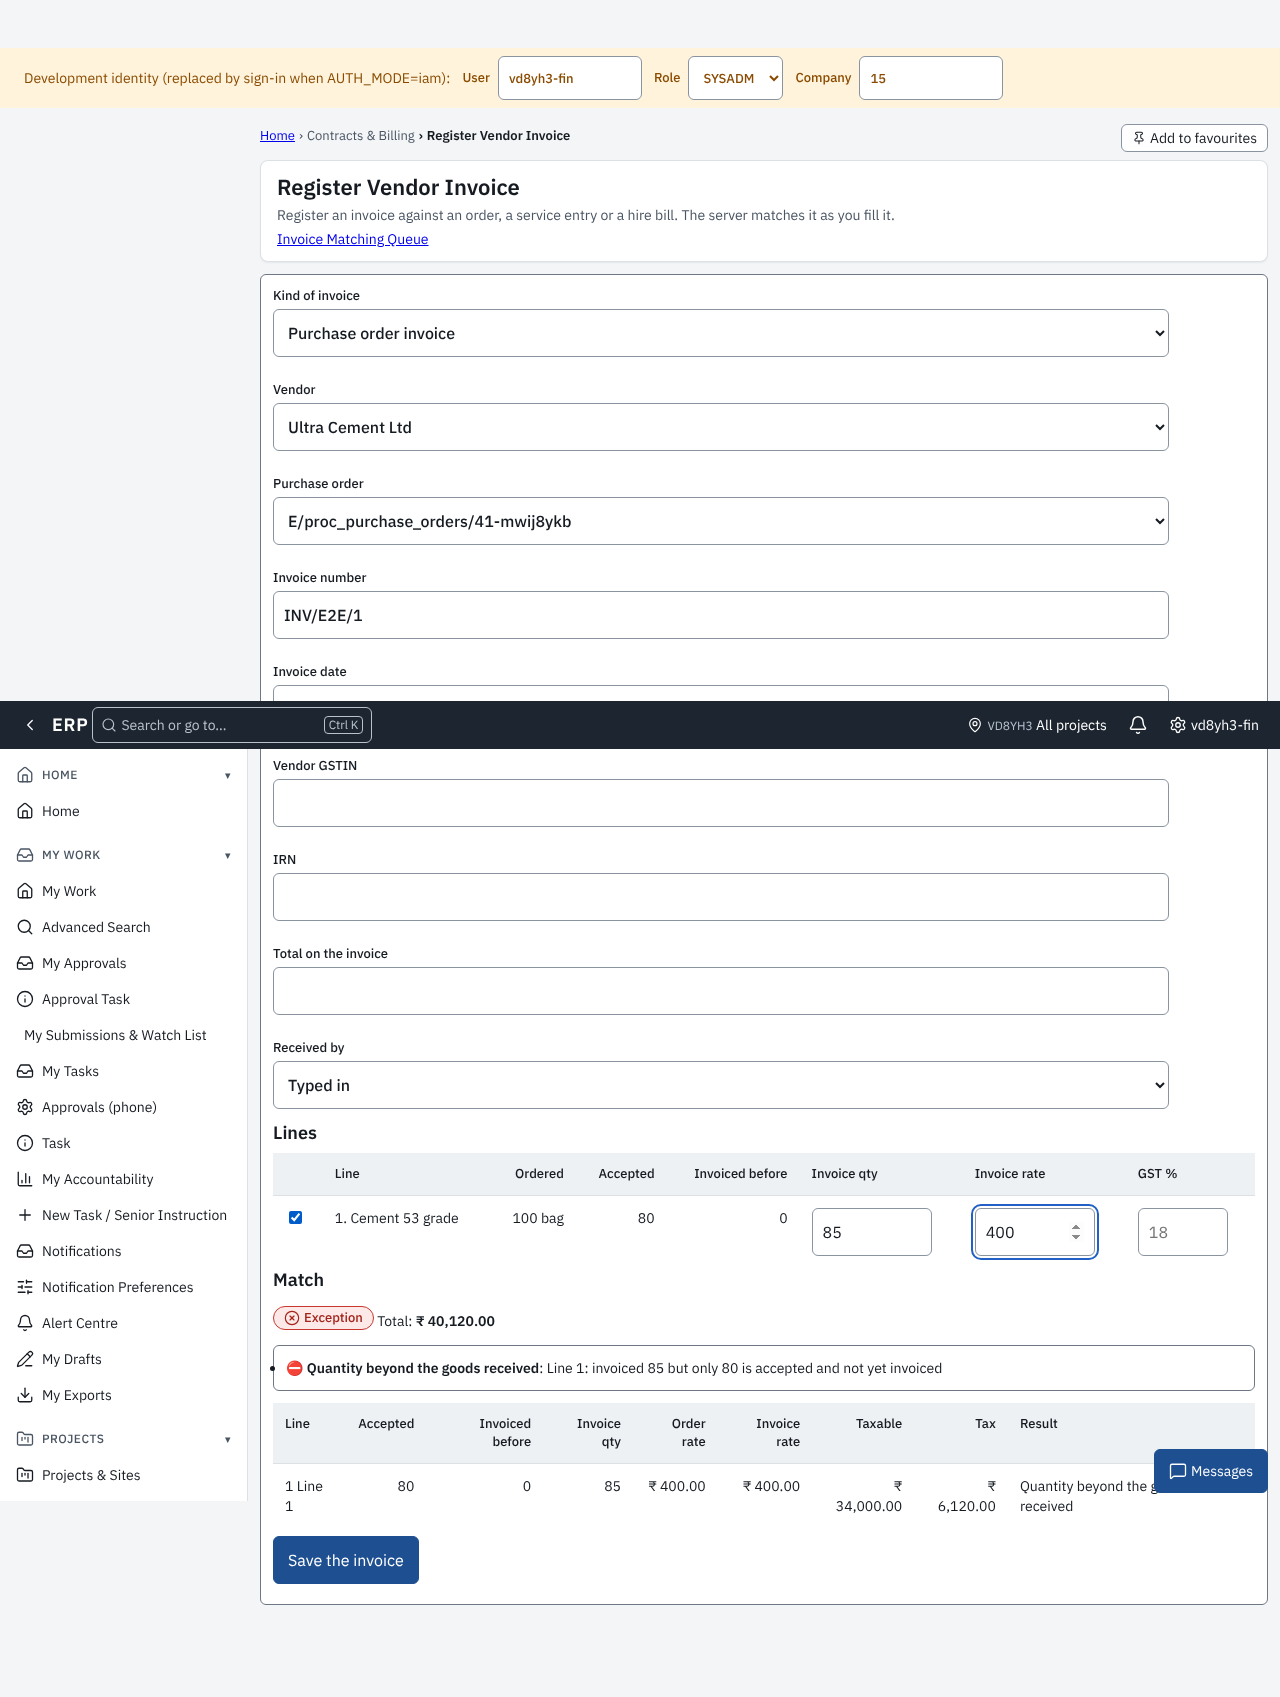 Development identity (replaced by sign-in when AUTH_MODE=iam): User vd8yh3-fin Role SYSADM Company 15
Home › Contracts & Billing › Register Vendor Invoice
Add to favourites
Register Vendor Invoice
Register an invoice against an order, a service entry or a hire bill. The server matches it as you fill it.
Invoice Matching Queue
Kind of invoice
Purchase order invoice
Vendor
Ultra Cement Ltd
Purchase order
E/proc_purchase_orders/41-mwij8ykb
Invoice number
INV/E2E/1
Invoice date
ERP Search or go to... Ctrl K VD8YH3 All projects vd8yh3-fin
HOME
Home
MY WORK
My Work
Advanced Search
My Approvals
Approval Task
My Submissions & Watch List
My Tasks
Approvals (phone)
Task
My Accountability
New Task / Senior Instruction
Notifications
Notification Preferences
Alert Centre
My Drafts
My Exports
PROJECTS
Projects & Sites
Vendor GSTIN
IRN
Total on the invoice
Received by
Typed in
Lines
Line Ordered Accepted Invoiced before Invoice qty Invoice rate GST %
1. Cement 53 grade 100 bag 80 0 85 400 18
Match
Exception Total: ₹ 40,120.00
Quantity beyond the goods received: Line 1: invoiced 85 but only 80 is accepted and not yet invoiced
Line Accepted Invoiced before Invoice qty Order rate Invoice rate Taxable Tax Result
1 Line 1 80 0 85 ₹ 400.00 ₹ 400.00 ₹ 34,000.00 ₹ 6,120.00 Quantity beyond the received
Messages
Save the invoice